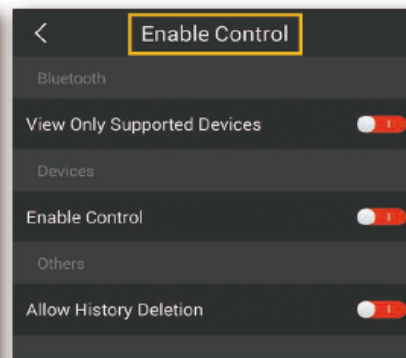 Enable Control
Bluetooth
View Only Supported Devices
Devices
Enable Control
Others
Allow History Deletion